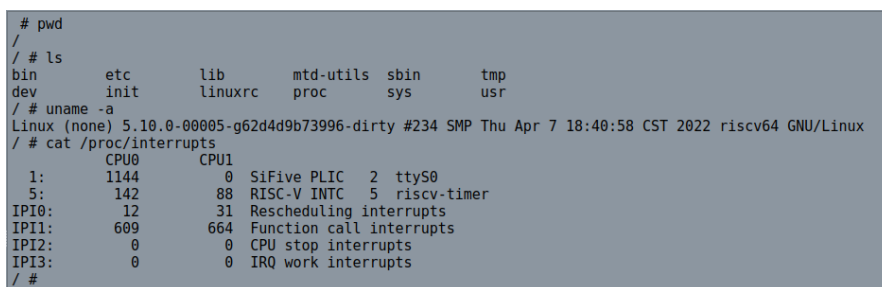 # pwd
/
/ # ls
bin etc lib mtd-utils sbin tmp
dev init linuxrc proc sys usr
/ # uname -a
Linux (none) 5.10.0-00005-g62d4d9b73996-dirty #234 SMP Thu Apr 7 18:40:58 CST 2022 riscv64 GNU/Linux
/ # cat /proc/interrupts
CPU0 CPU1
1: 1144 0 SiFive PLIC 2 ttyS0
5: 142 88 RISC-V INTC 5 riscv-timer
IPI0: 12 31 Rescheduling interrupts
IPI1: 609 664 Function call interrupts
IPI2: 0 0 CPU stop interrupts
IPI3: 0 0 IRQ work interrupts
/ #